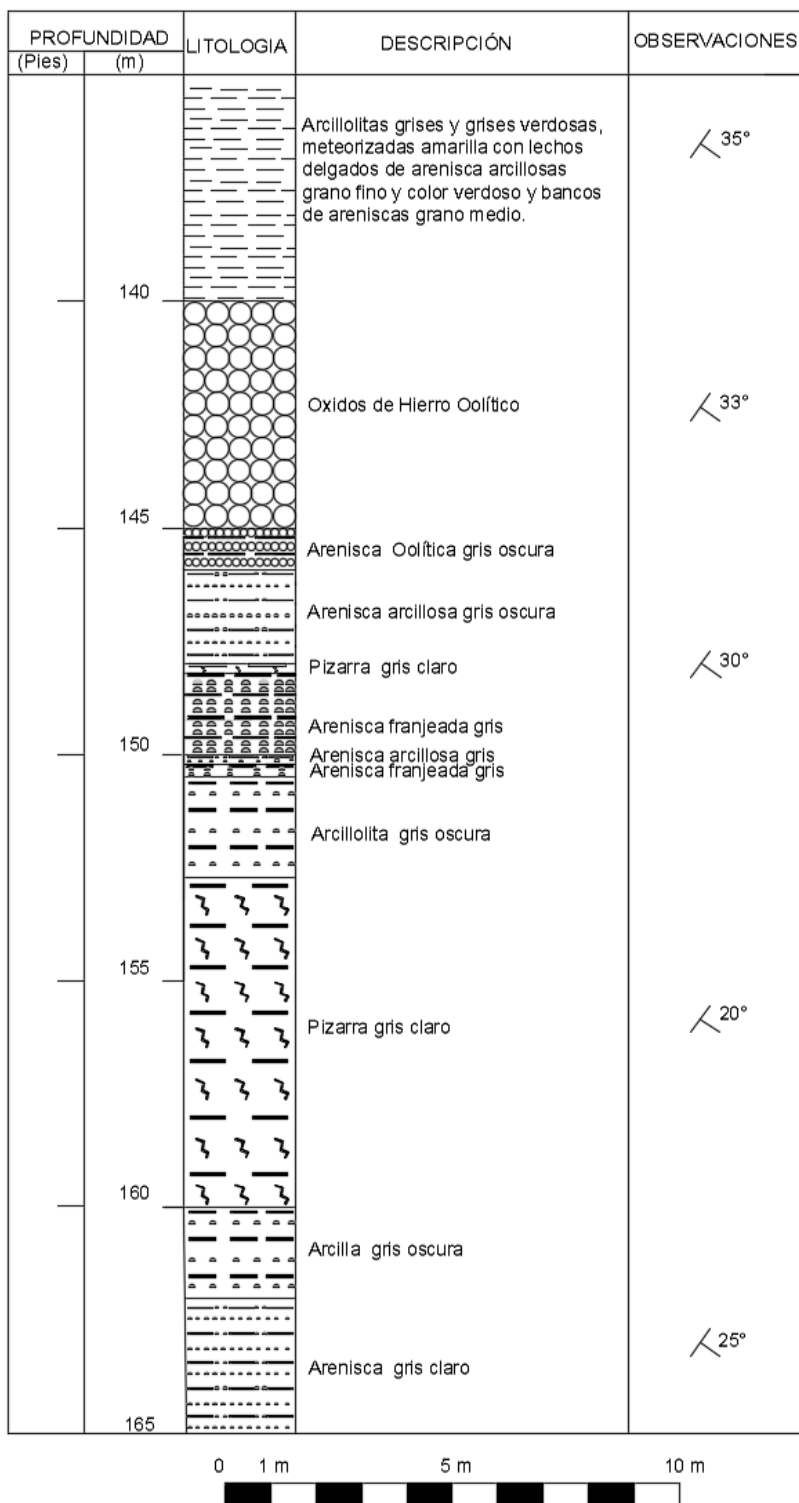 PROFUNDIDAD
(Pies)
(m)
LITOLOGIA
DESCRIPCIÓN
OBSERVACIONES
Arcillolitas grises y grises verdosas,
meteorizadas amarilla con lechos
delgados de arenisca arcillosas
grano fino y color verdoso y bancos
de areniscas grano medio.
35°
140
Oxidos de Hierro Oolítico
33°
145
Arenisca Oolítica gris oscura
Arenisca arcillosa gris oscura
Pizarra gris claro
30°
Arenisca franjeada gris
150
Arenisca arcillosa gris
Arenisca franjeada gris
Arcillolita gris oscura
155
Pizarra gris claro
20°
160
Arcilla gris oscura
Arenisca gris claro
25°
165
0 1 m 5 m 10 m